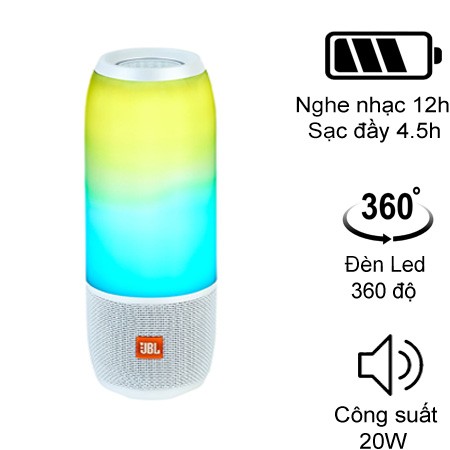 Nghe nhạc 12h
Sạc đầy 4.5h
360°
Đèn Led
360 độ
JBL
Công suất
20W